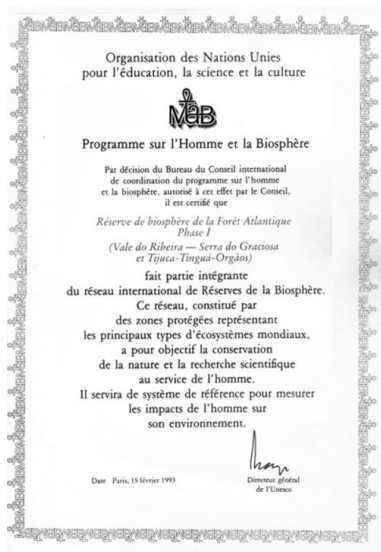 Organisation des Nations Unies
pour l'éducation, la science et la culture
MaB
Programme sur l'Homme et la Biosphère
Par décision du Bureau du Conseil international
de coordination du programme sur l'homme
et la biosphère, autorisé à cet effet par le Conseil,
il est certifié que
Réserve de biosphère de la Forêt Atlantique
Phase I
(Vale do Ribeira — Serra do Graciosa
et Tijuca-Tinguá-Orgãos)
fait partie intégrante
du réseau international de Réserves de la Biosphère.
Ce réseau, constitué par
des zones protégées représentant
les principaux types d'écosystèmes mondiaux,
a pour objectif la conservation
de la nature et la recherche scientifique
au service de l'homme.
Il servira de système de référence pour mesurer
les impacts de l'homme sur
son environnement.
Date Paris, 15 février 1993
Directeur général
de l'Unesco